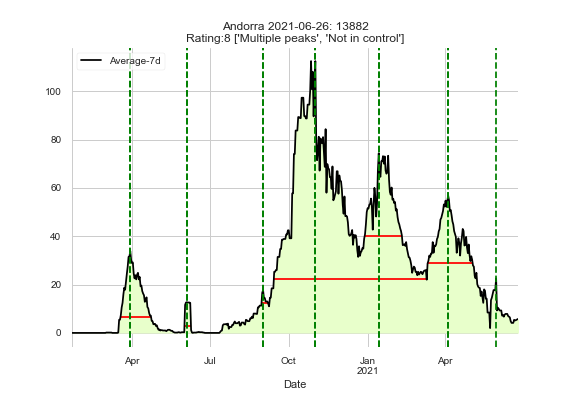 Andorra 2021-06-26: 13882
Rating:8 ['Multiple peaks', 'Not in control']
Average-7d
100
80
60
40
20
0
Apr
Jul
Oct
Jan
2021
Apr
Date